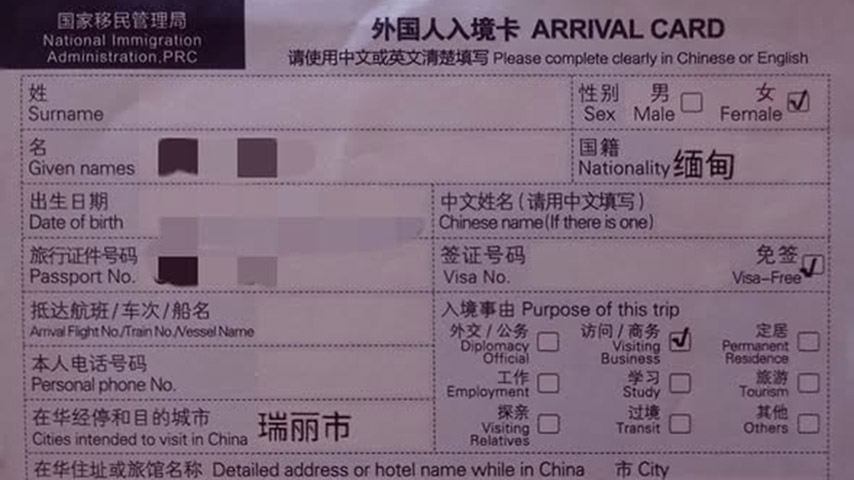 国家移民管理局
National Immigration
Administration,PRC
外国人入境卡 ARRIVAL CARD
请使用中文或英文清楚填写 Please complete clearly in Chinese or English
姓
Surname
性别 男 女
Sex Male Female
名
Given names
国籍
Nationality 缅甸
出生日期
Date of birth
中文姓名(请用中文填写)
Chinese name(If there is one)
旅行证件号码
Passport No.
签证号码 免签
Visa No. Visa-Free
抵达航班/车次/船名
Arrival Flight No./Train No./Vessel Name
入境事由 Purpose of this trip
外交/公务 访问/商务 定居
Diplomacy Visiting Permanent
Official Business Residence
本人电话号码
Personal phone No.
工作 学习 旅游
Employment Study Tourism
在华经停和目的城市
Cities intended to visit in China 瑞丽市
探亲 过境 其他
Visiting Transit Others
Relatives
在华住址或旅馆名称 Detailed address or hotel name while in China 市 City